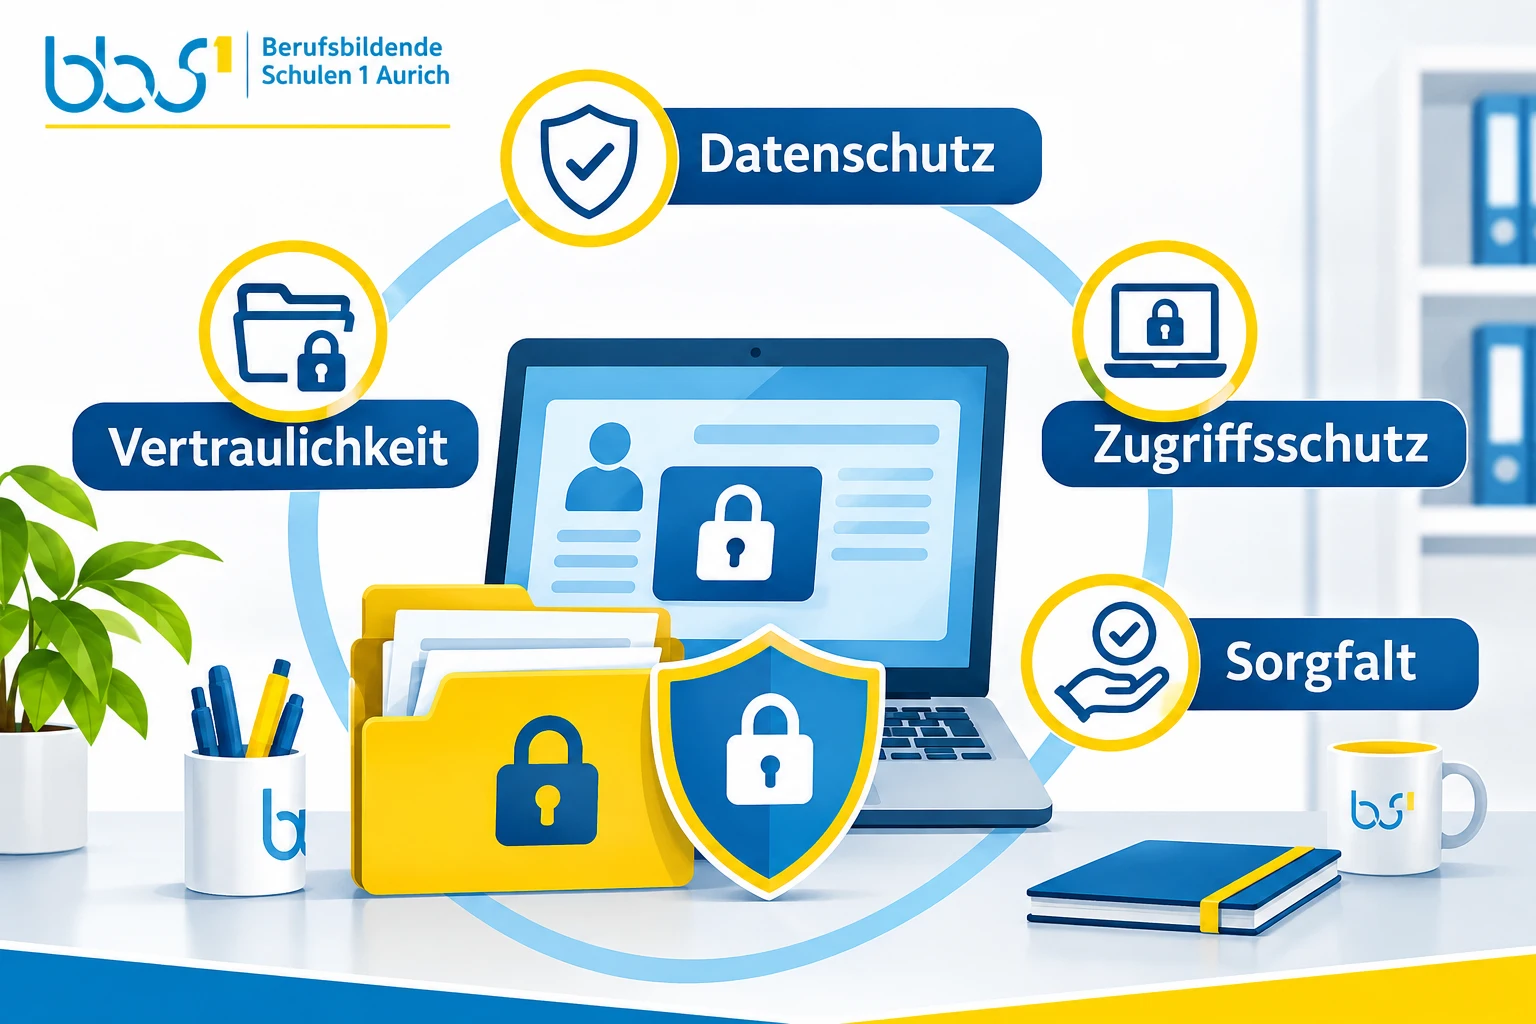 bbs1
Berufsbildende
Schulen 1 Aurich
Datenschutz
Vertraulichkeit
Zugriffsschutz
Sorgfalt